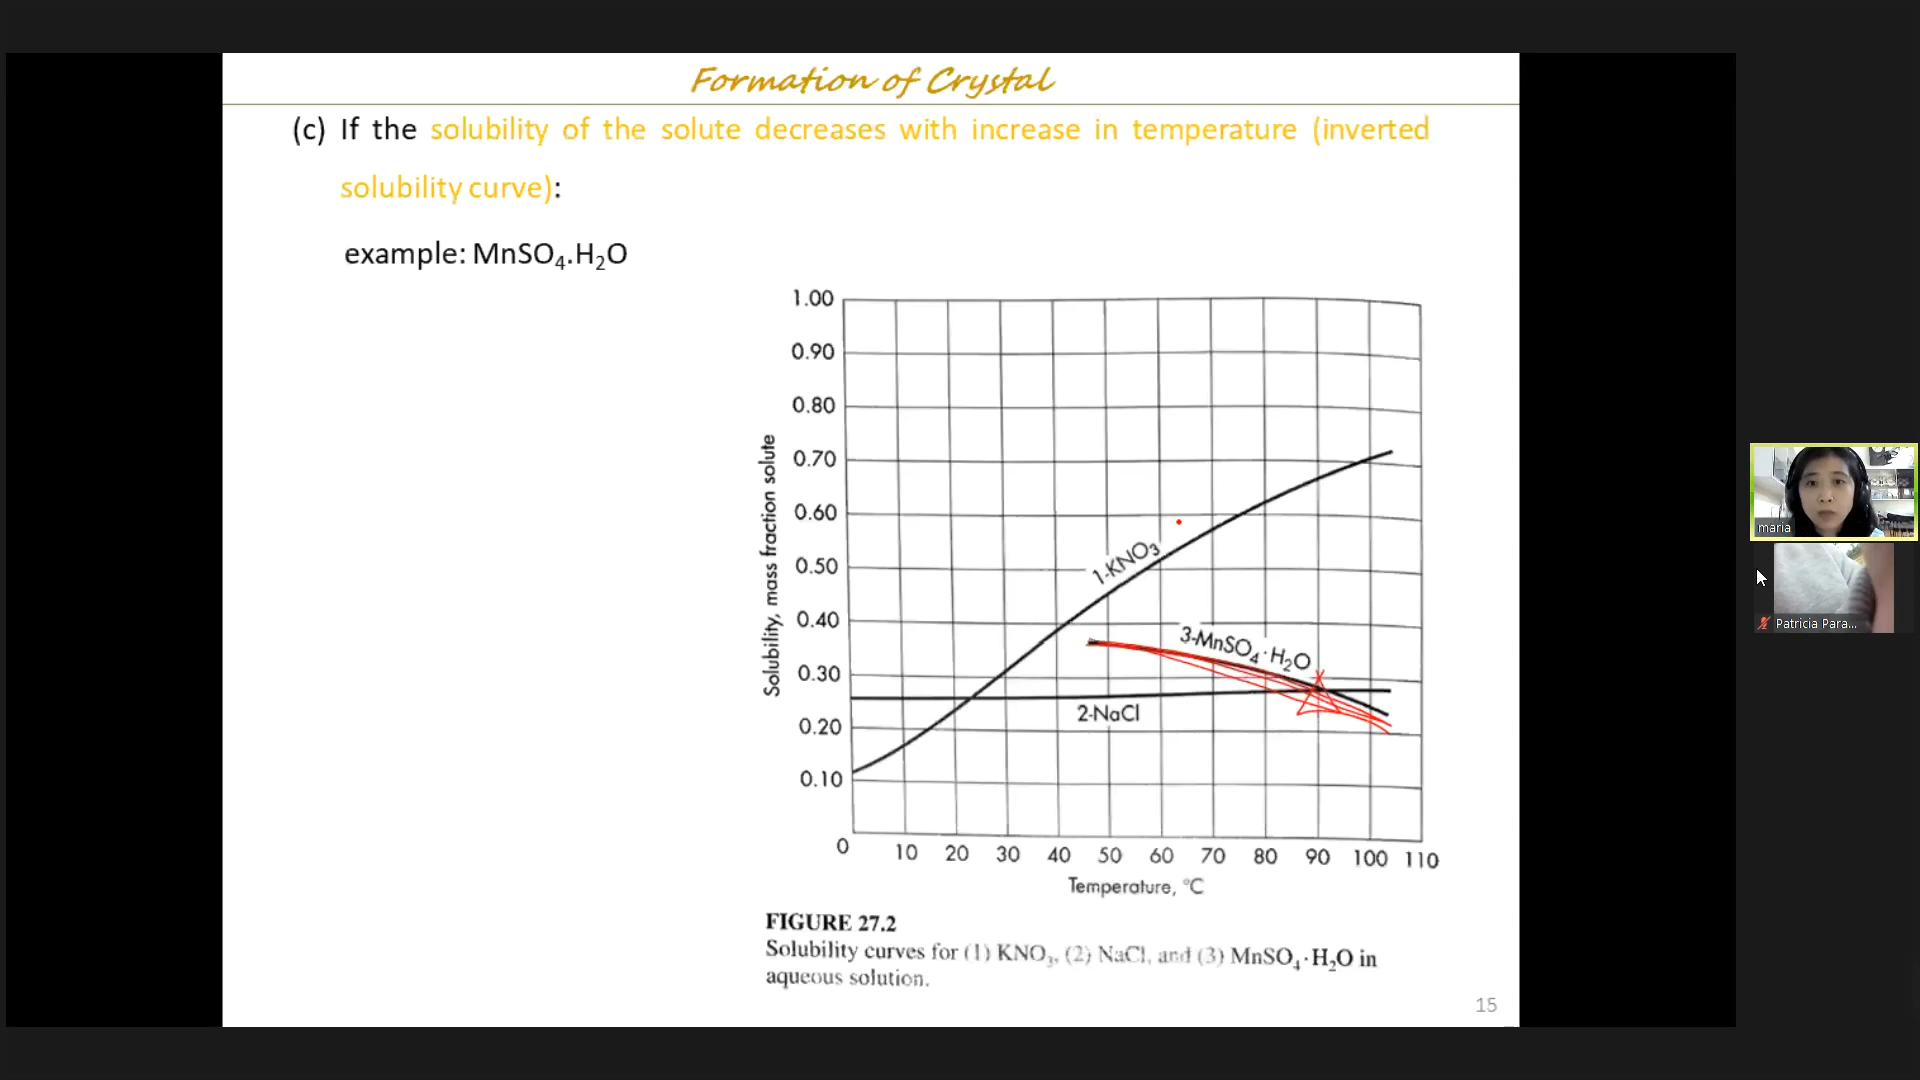 Formation of Crystal
(c) If the solubility of the solute decreases with increase in temperature (inverted
solubility curve):
example: MnSO₄.H₂O
1.00
0.90
0.80
0.70
0.60
0.50
0.40
0.30
0.20
0.10
Solubility, mass fraction solute
1-KNO₃
3-MnSO₄·H₂O
2-NaCl
0 10 20 30 40 50 60 70 80 90 100 110
Temperature, °C
FIGURE 27.2
Solubility curves for (1) KNO₃, (2) NaCl, and (3) MnSO₄·H₂O in
aqueous solution.
15
maria
Patricia Para...